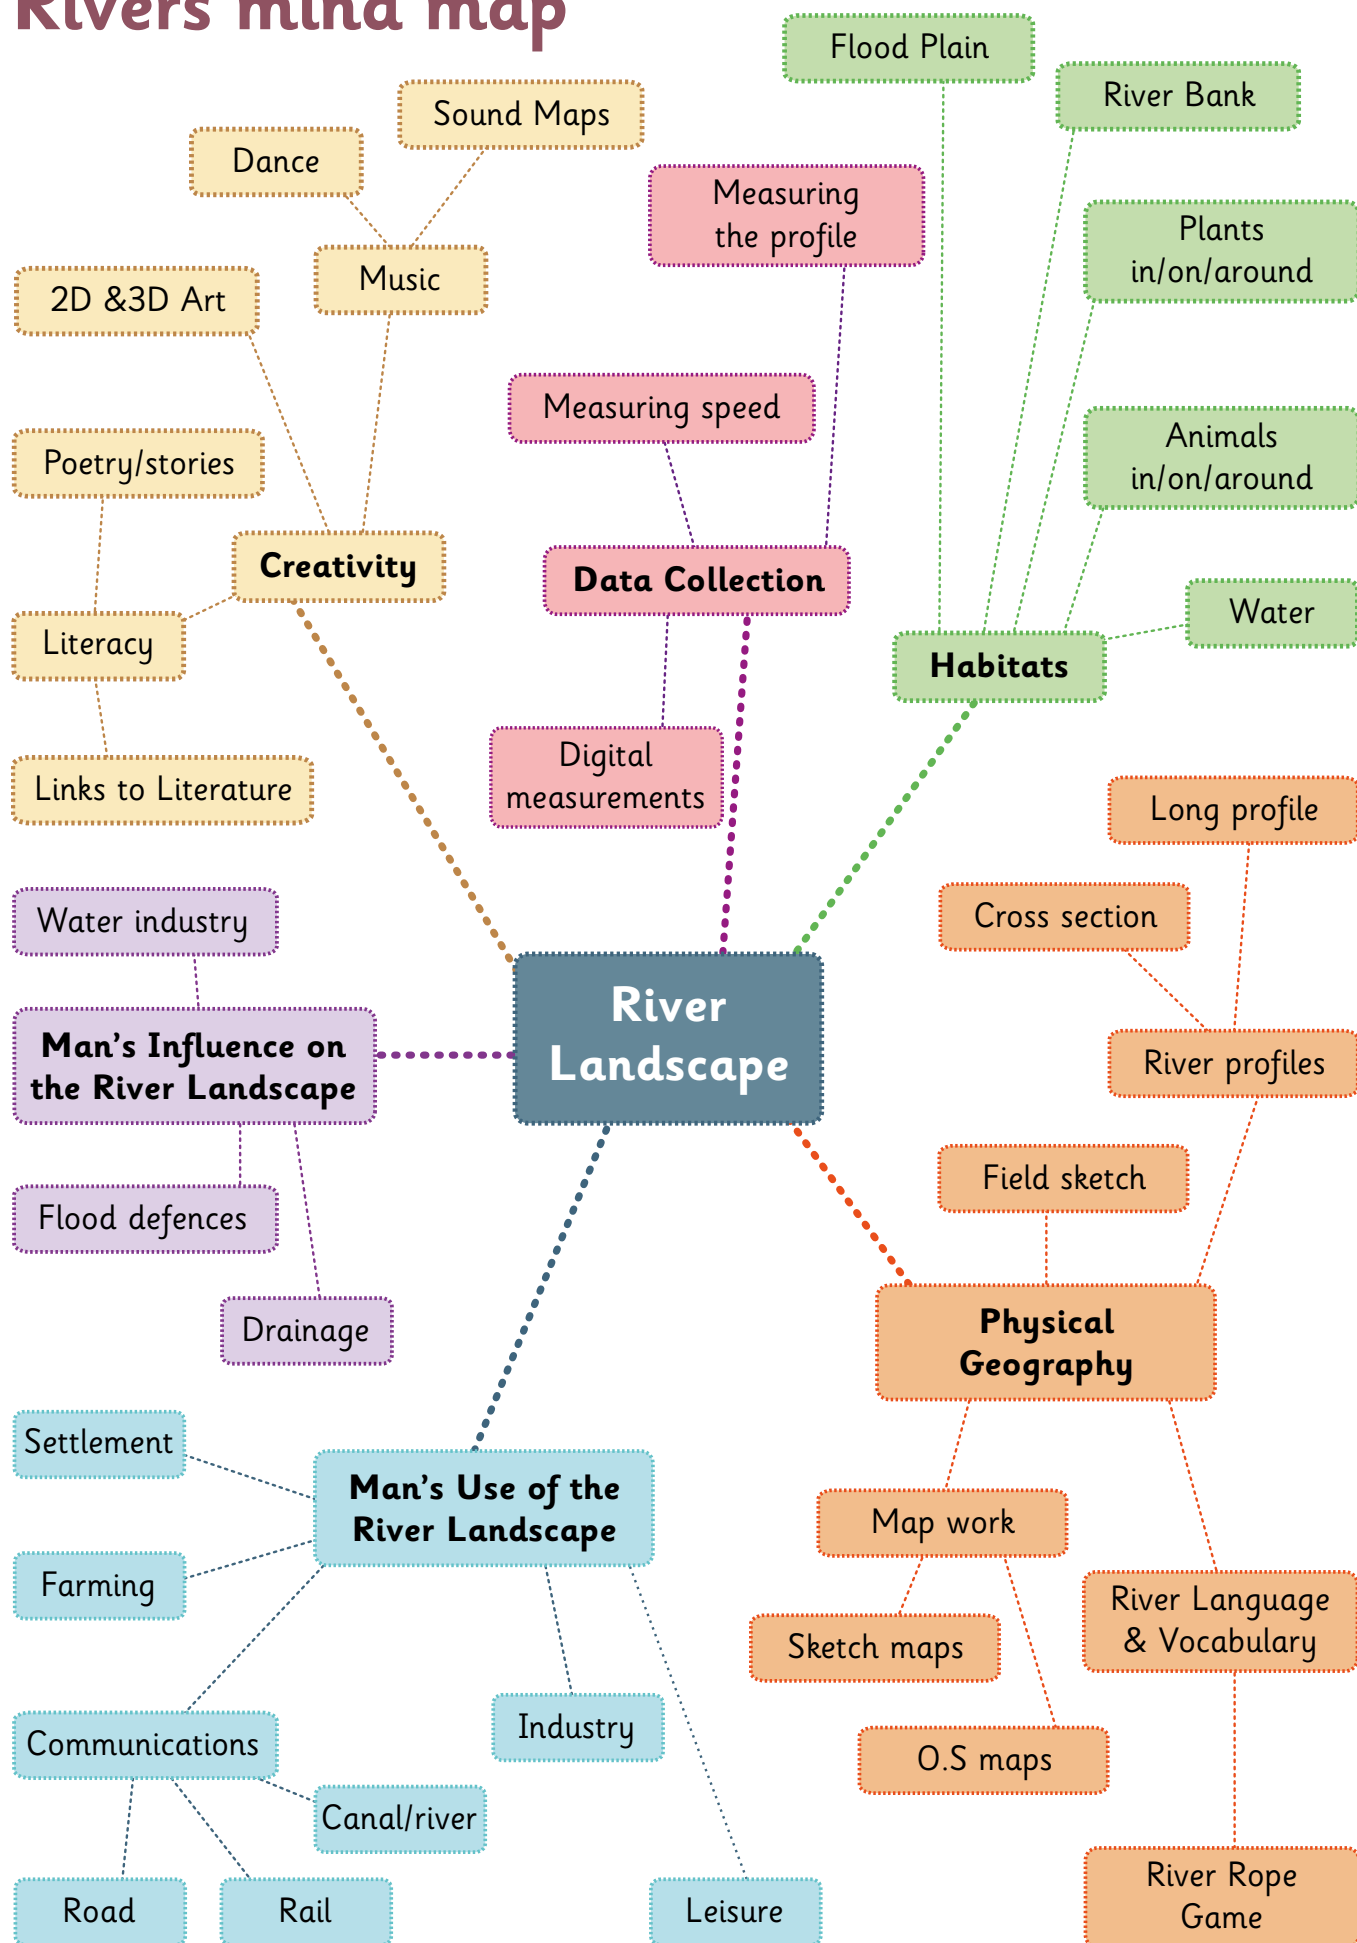 Rivers mind map
Flood Plain
River Bank
Sound Maps
Dance
Measuring
the profile
Plants
in/on/around
Music
2D &3D Art
Measuring speed
Animals
in/on/around
Poetry/stories
Creativity
Data Collection
Water
Literacy
Habitats
Digital
measurements
Links to Literature
Long profile
Water industry
Cross section
River
Landscape
Man’s Influence on
the River Landscape
River profiles
Field sketch
Flood defences
Drainage
Physical
Geography
Settlement
Man’s Use of the
River Landscape
Map work
Farming
River Language
& Vocabulary
Sketch maps
Industry
Communications
O.S maps
Canal/river
River Rope
Game
Road
Rail
Leisure